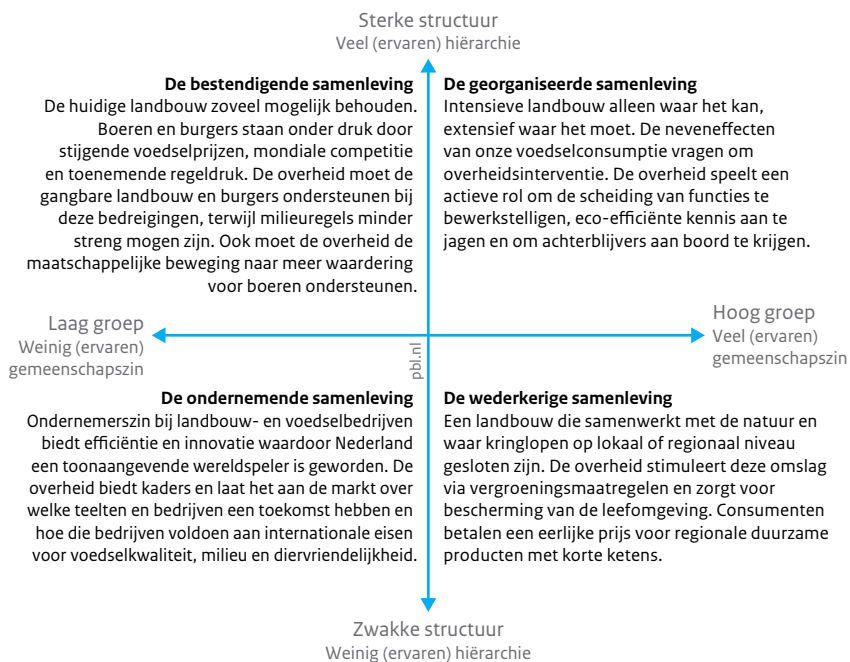 Sterke structuur
Veel (ervaren) hiërarchie
De bestendigende samenleving
De huidige landbouw zoveel mogelijk behouden.
Boeren en burgers staan onder druk door
stijgende voedselprijzen, mondiale competitie
en toenemende regeldruk. De overheid moet de
gangbare landbouw en burgers ondersteunen bij
deze bedreigingen, terwijl milieuregels minder
streng mogen zijn. Ook moet de overheid de
maatschappelijke beweging naar meer waardering
voor boeren ondersteunen.
De georganiseerde samenleving
Intensieve landbouw alleen waar het kan,
extensief waar het moet. De neveneffecten
van onze voedselconsumptie vragen om
overheidsinterventie. De overheid speelt een
actieve rol om de scheiding van functies te
bewerkstelligen, eco-efficiënte kennis aan te
jagen en om achterblijvers aan boord te krijgen.
Laag groep
Weinig (ervaren)
gemeenschapszin
Hoog groep
Veel (ervaren)
gemeenschapszin
pbl.nl
De ondernemende samenleving
Ondernemerszin bij landbouw- en voedselbedrijven
biedt efficiëntie en innovatie waardoor Nederland
een toonaangevende wereldspeler is geworden. De
overheid biedt kaders en laat het aan de markt over
welke teelten en bedrijven een toekomst hebben en
hoe die bedrijven voldoen aan internationale eisen
voor voedselkwaliteit, milieu en diervriendelijkheid.
De wederkerige samenleving
Een landbouw die samenwerkt met de natuur en
waar kringlopen op lokaal of regionaal niveau
gesloten zijn. De overheid stimuleert deze omslag
via vergroeningsmaatregelen en zorgt voor
bescherming van de leefomgeving. Consumenten
betalen een eerlijke prijs voor regionale duurzame
producten met korte ketens.
Zwakke structuur
Weinig (ervaren) hiërarchie